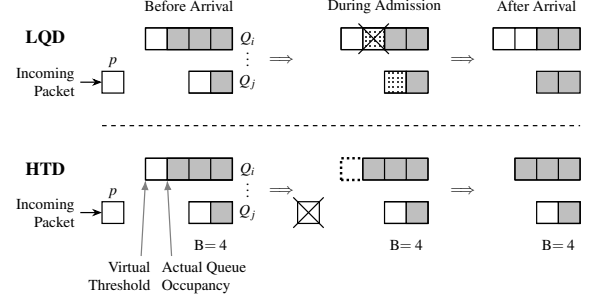 Before Arrival
During Admission
After Arrival
LQD
Q_i
p
⋮
⇒
⇒
Incoming
Packet
Q_j
HTD
Q_i
p
⋮
⇒
⇒
Incoming
Packet
Q_j
B= 4
B= 4
B= 4
Virtual
Threshold
Actual Queue
Occupancy